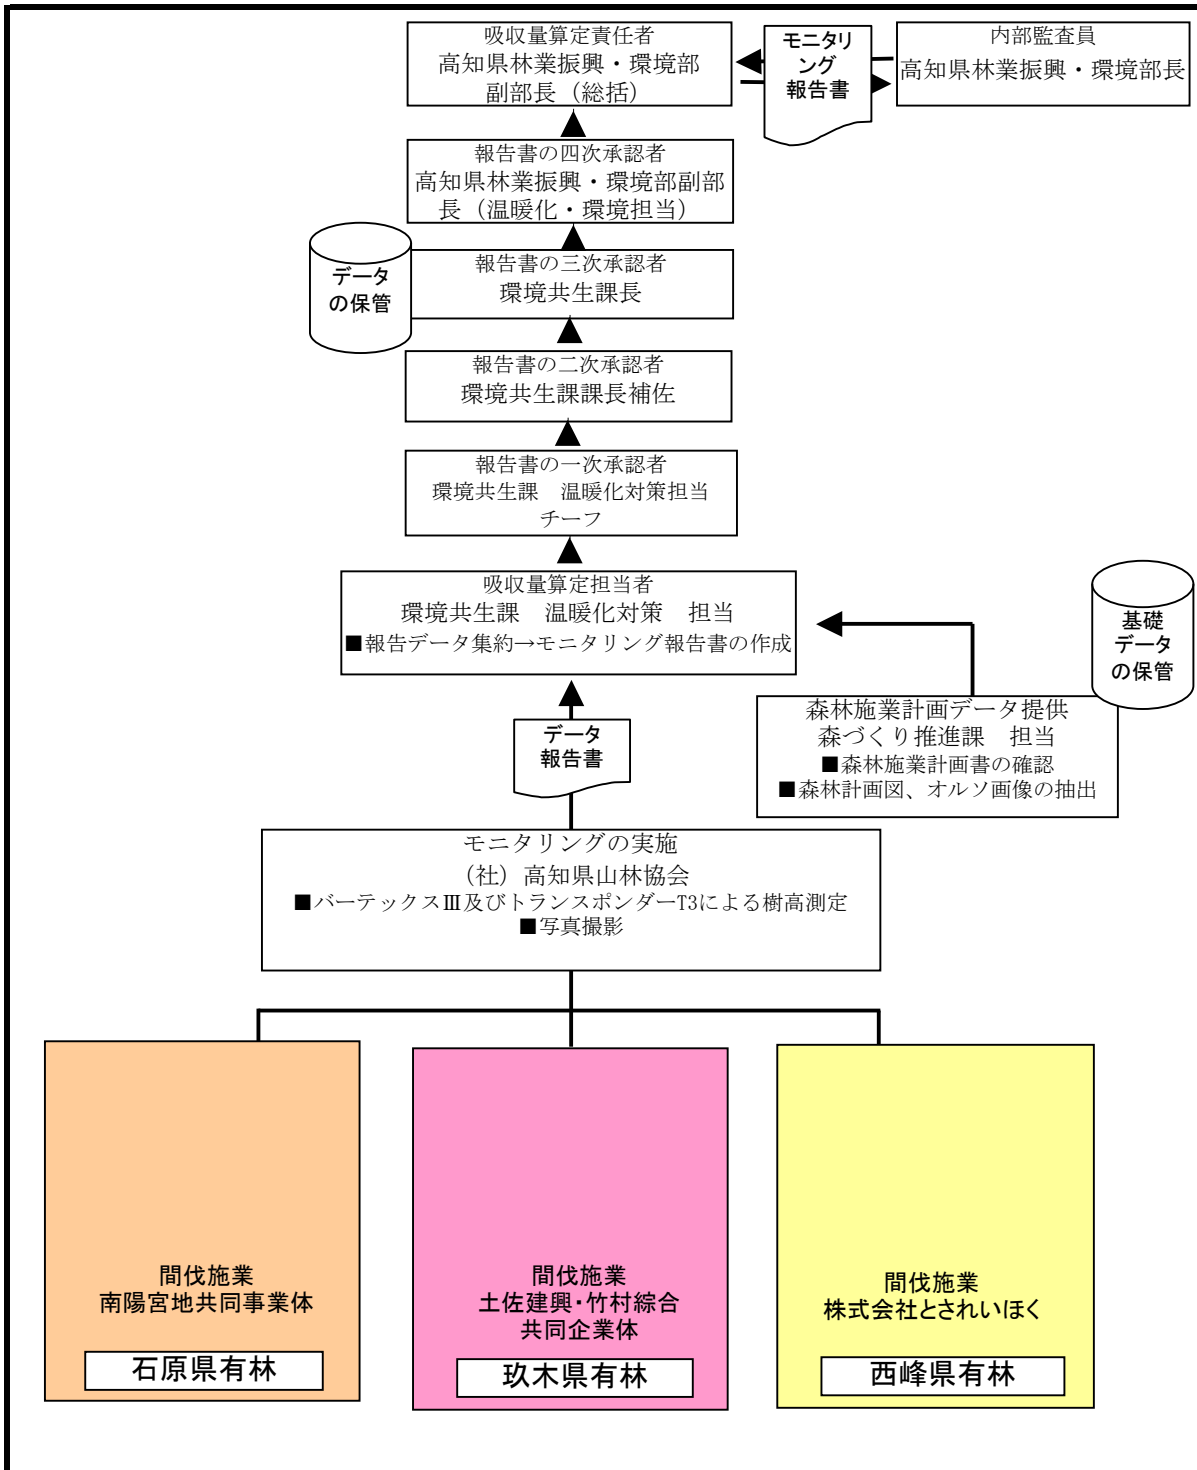 吸収量算定責任者
高知県林業振興・環境部
副部長（総括）
モニタリ
ング
報告書
内部監査員
高知県林業振興・環境部長
報告書の四次承認者
高知県林業振興・環境部副部
長（温暖化・環境担当）
データ
の保管
報告書の三次承認者
環境共生課長
報告書の二次承認者
環境共生課課長補佐
報告書の一次承認者
環境共生課　温暖化対策担当
チーフ
吸収量算定担当者
環境共生課　温暖化対策　担当
■報告データ集約→モニタリング報告書の作成
基礎
データ
の保管
森林施業計画データ提供
森づくり推進課　担当
■森林施業計画書の確認
■森林計画図、オルソ画像の抽出
データ
報告書
モニタリングの実施
（社）高知県山林協会
■バーテックスⅢ及びトランスポンダーT3による樹高測定
■写真撮影
間伐施業
南陽宮地共同事業体
石原県有林
間伐施業
土佐建興・竹村綜合
共同企業体
玖木県有林
間伐施業
株式会社とされいほく
西峰県有林